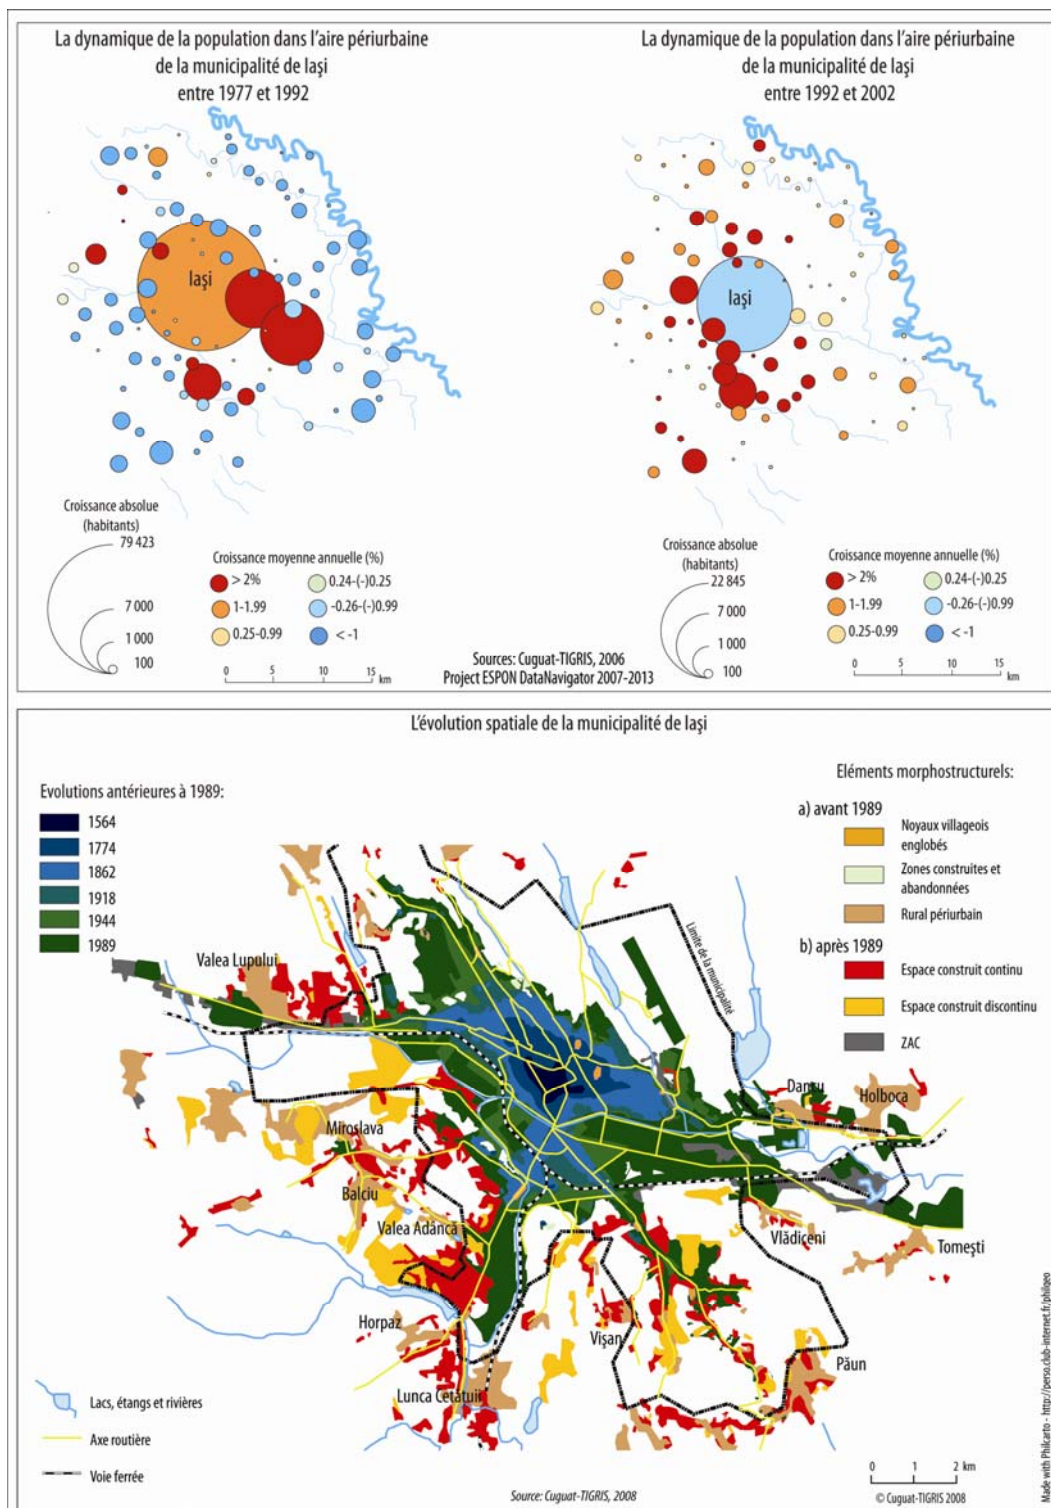 La dynamique de la population dans l'aire périurbaine
de la municipalité de Iaşi
entre 1977 et 1992
Iaşi
Croissance absolue
(habitants)
79 423
7 000
1 000
100
Croissance moyenne annuelle (%)
> 2%
1-1.99
0.25-0.99
0.24-(-)0.25
-0.26-(-)0.99
< -1
0 5 10 15
km
La dynamique de la population dans l'aire périurbaine
de la municipalité de Iaşi
entre 1992 et 2002
Iaşi
Croissance absolue
(habitants)
22 845
7 000
1 000
100
Croissance moyenne annuelle (%)
> 2%
1-1.99
0.25-0.99
0.24-(-)0.25
-0.26-(-)0.99
< -1
0 5 10 15
km
Sources: Cuguat-TIGRIS, 2006
Project ESPON DataNavigator 2007-2013
L'évolution spatiale de la municipalité de Iaşi
Evolutions antérieures à 1989:
1564
1774
1862
1918
1944
1989
Eléments morphostructurels:
a) avant 1989
Noyaux villageois
englobés
Zones construites et
abandonnées
Rural périurbain
b) après 1989
Espace construit continu
Espace construit discontinu
ZAC
Limite de la municipalité
Valea Lupului
Dancu
Holboca
Miroslava
Balciu
Valea Adâncă
Vlădiceni
Tomeşti
Horpaz
Vişan
Păun
Lunca Cetăţuii
Lacs, étangs et rivières
Axe routière
Voie ferrée
0 1 2 km
Source: Cuguat-TIGRIS, 2008
© Cuguat-TIGRIS 2008
Made with Philcarto - http://perso.club-internet.fr/philgeo